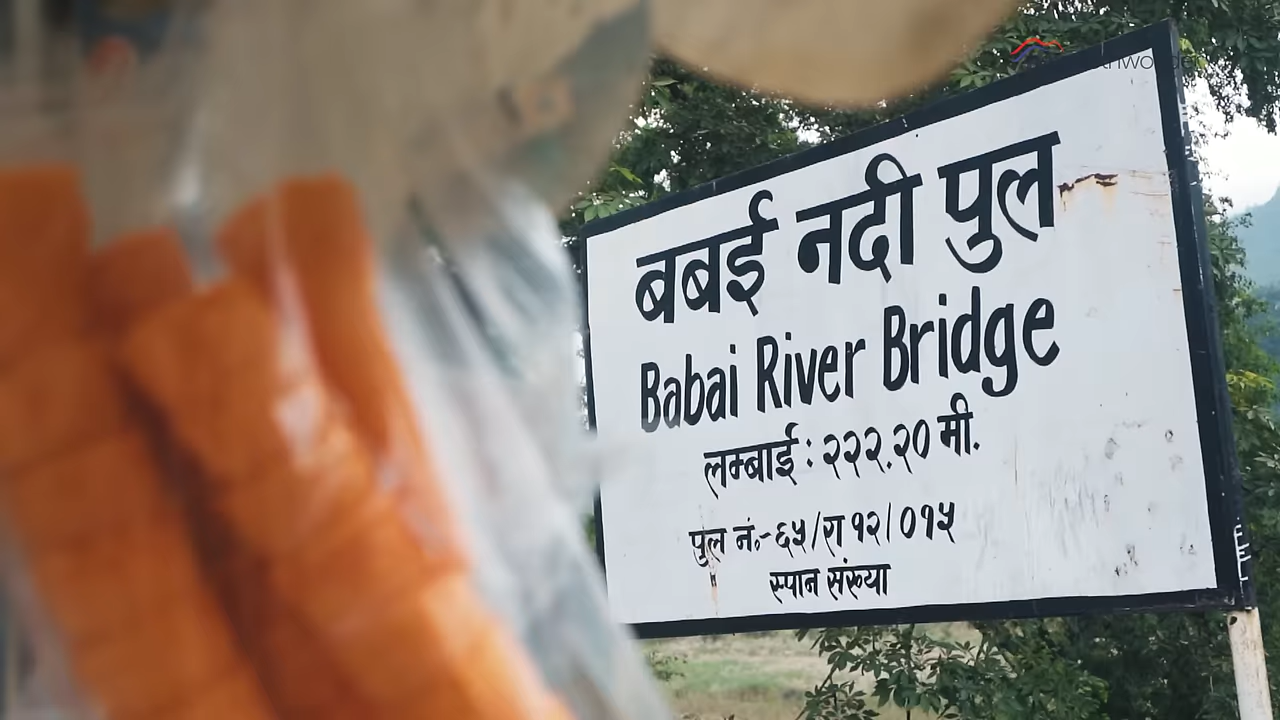 बबई नदी पुल
Babai River Bridge
लम्बाई : २२२.२० मी.
पुल नं.-६५/रा १२/०१५
स्पान संख्या